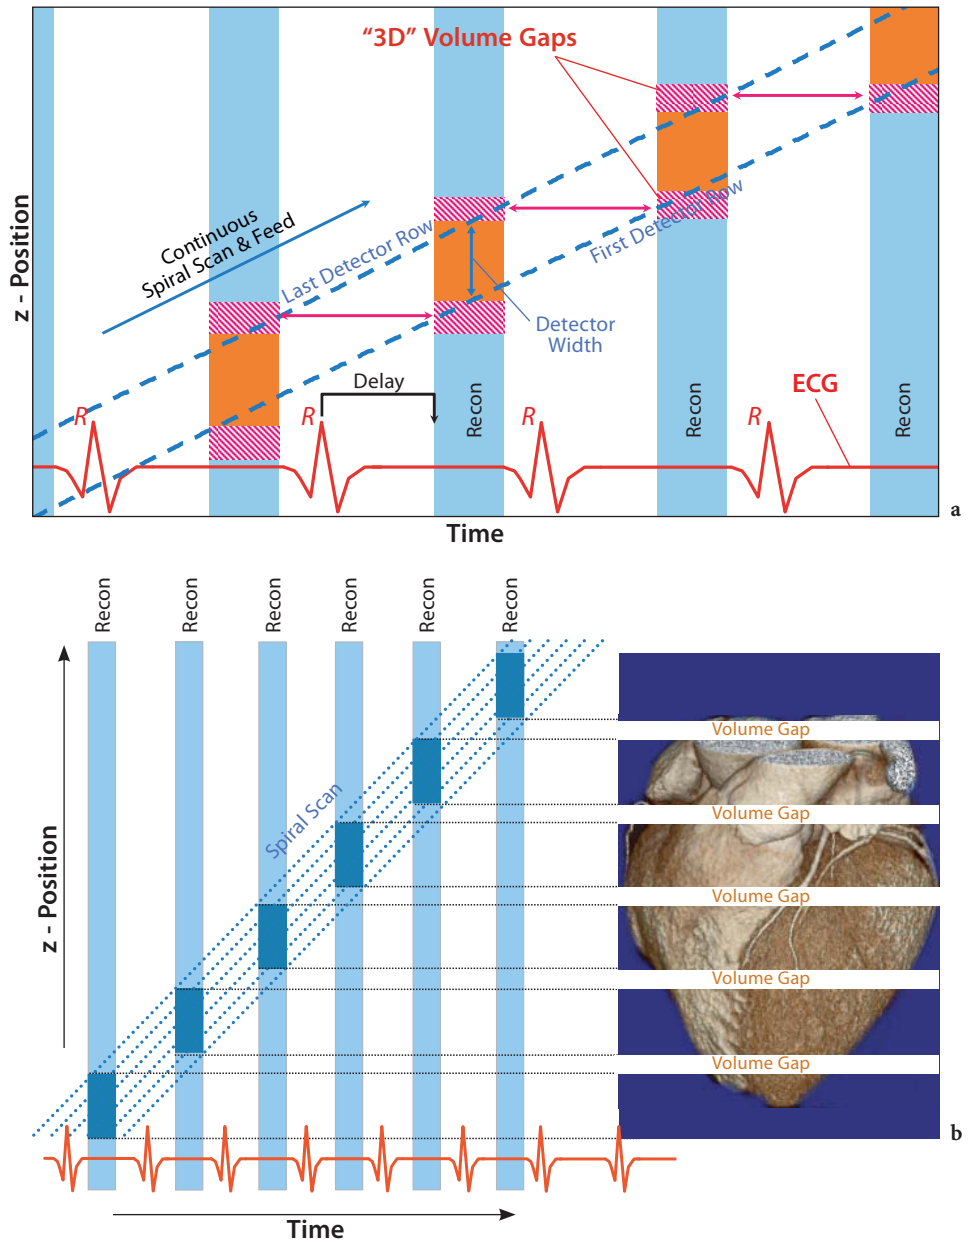 "3D" Volume Gaps
Continuous
Spiral Scan & Feed
Last Detector Row
First Detector Row
Detector
Width
z - Position
Delay
R
R
R
R
Recon
Recon
Recon
ECG
Time
a
Recon
Recon
Recon
Recon
Recon
Recon
z - Position
Spiral Scan
Volume Gap
Volume Gap
Volume Gap
Volume Gap
Volume Gap
b
Time